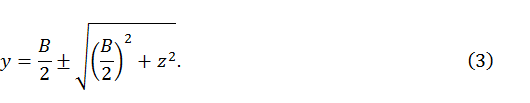 y = B/2 ± √((B/2)² + z²). (3)